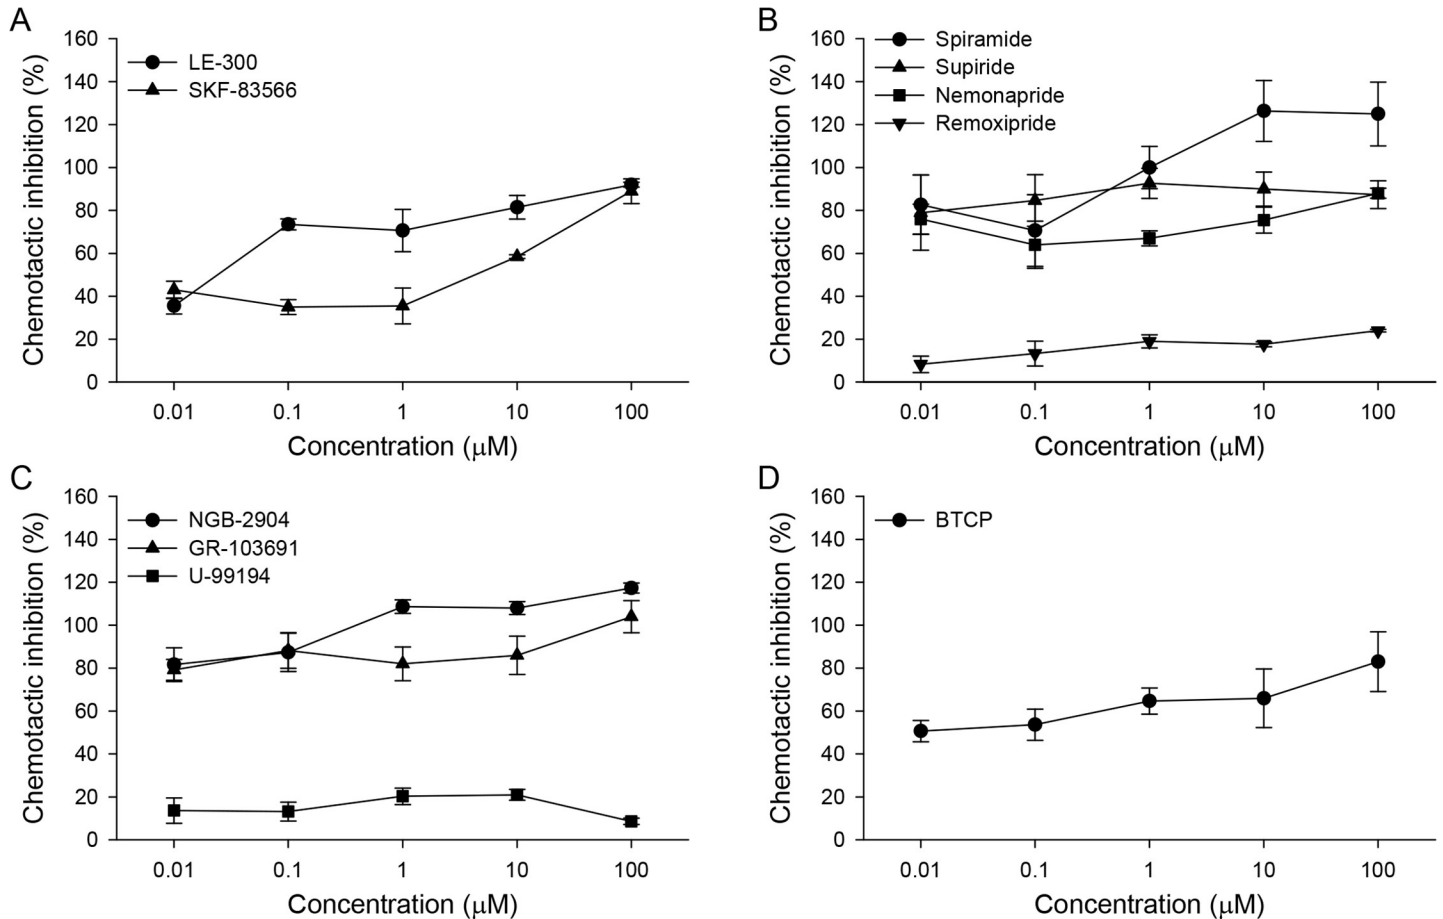 A
Chemotactic inhibition (%)
160
140
120
100
80
60
40
20
0
LE-300
SKF-83566
0.01 0.1 1 10 100
Concentration (μM)
B
Chemotactic inhibition (%)
160
140
120
100
80
60
40
20
0
Spiramide
Supiride
Nemonapride
Remoxipride
0.01 0.1 1 10 100
Concentration (μM)
C
Chemotactic inhibition (%)
160
140
120
100
80
60
40
20
0
NGB-2904
GR-103691
U-99194
0.01 0.1 1 10 100
Concentration (μM)
D
Chemotactic inhibition (%)
160
140
120
100
80
60
40
20
0
BTCP
0.01 0.1 1 10 100
Concentration (μM)